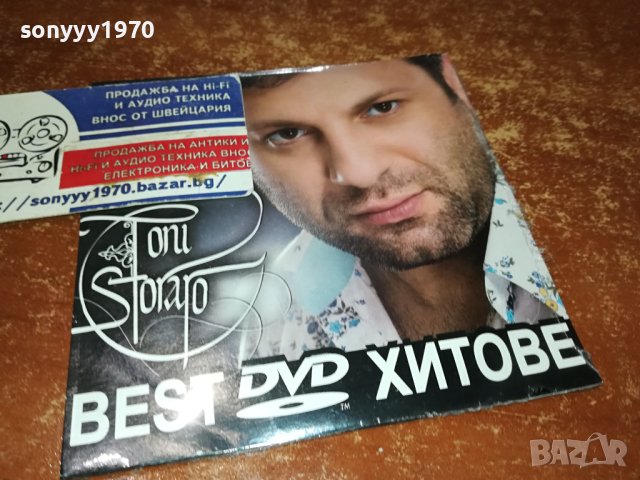 sonyyy1970
ПРОДАЖБА НА Hi-Fi
И АУДИО ТЕХНИКА
ВНОС ОТ ШВЕЙЦАРИЯ
ПРОДАЖБА НА АНТИКИ И
Hi-Fi И АУДИО ТЕХНИКА ВНОС
ЕЛЕКТРОНИКА И БИТОВ
://sonyyy1970.bazar.bg/
Toni
Storaro
BEST DVD ХИТОВЕ
TM
BAZAR